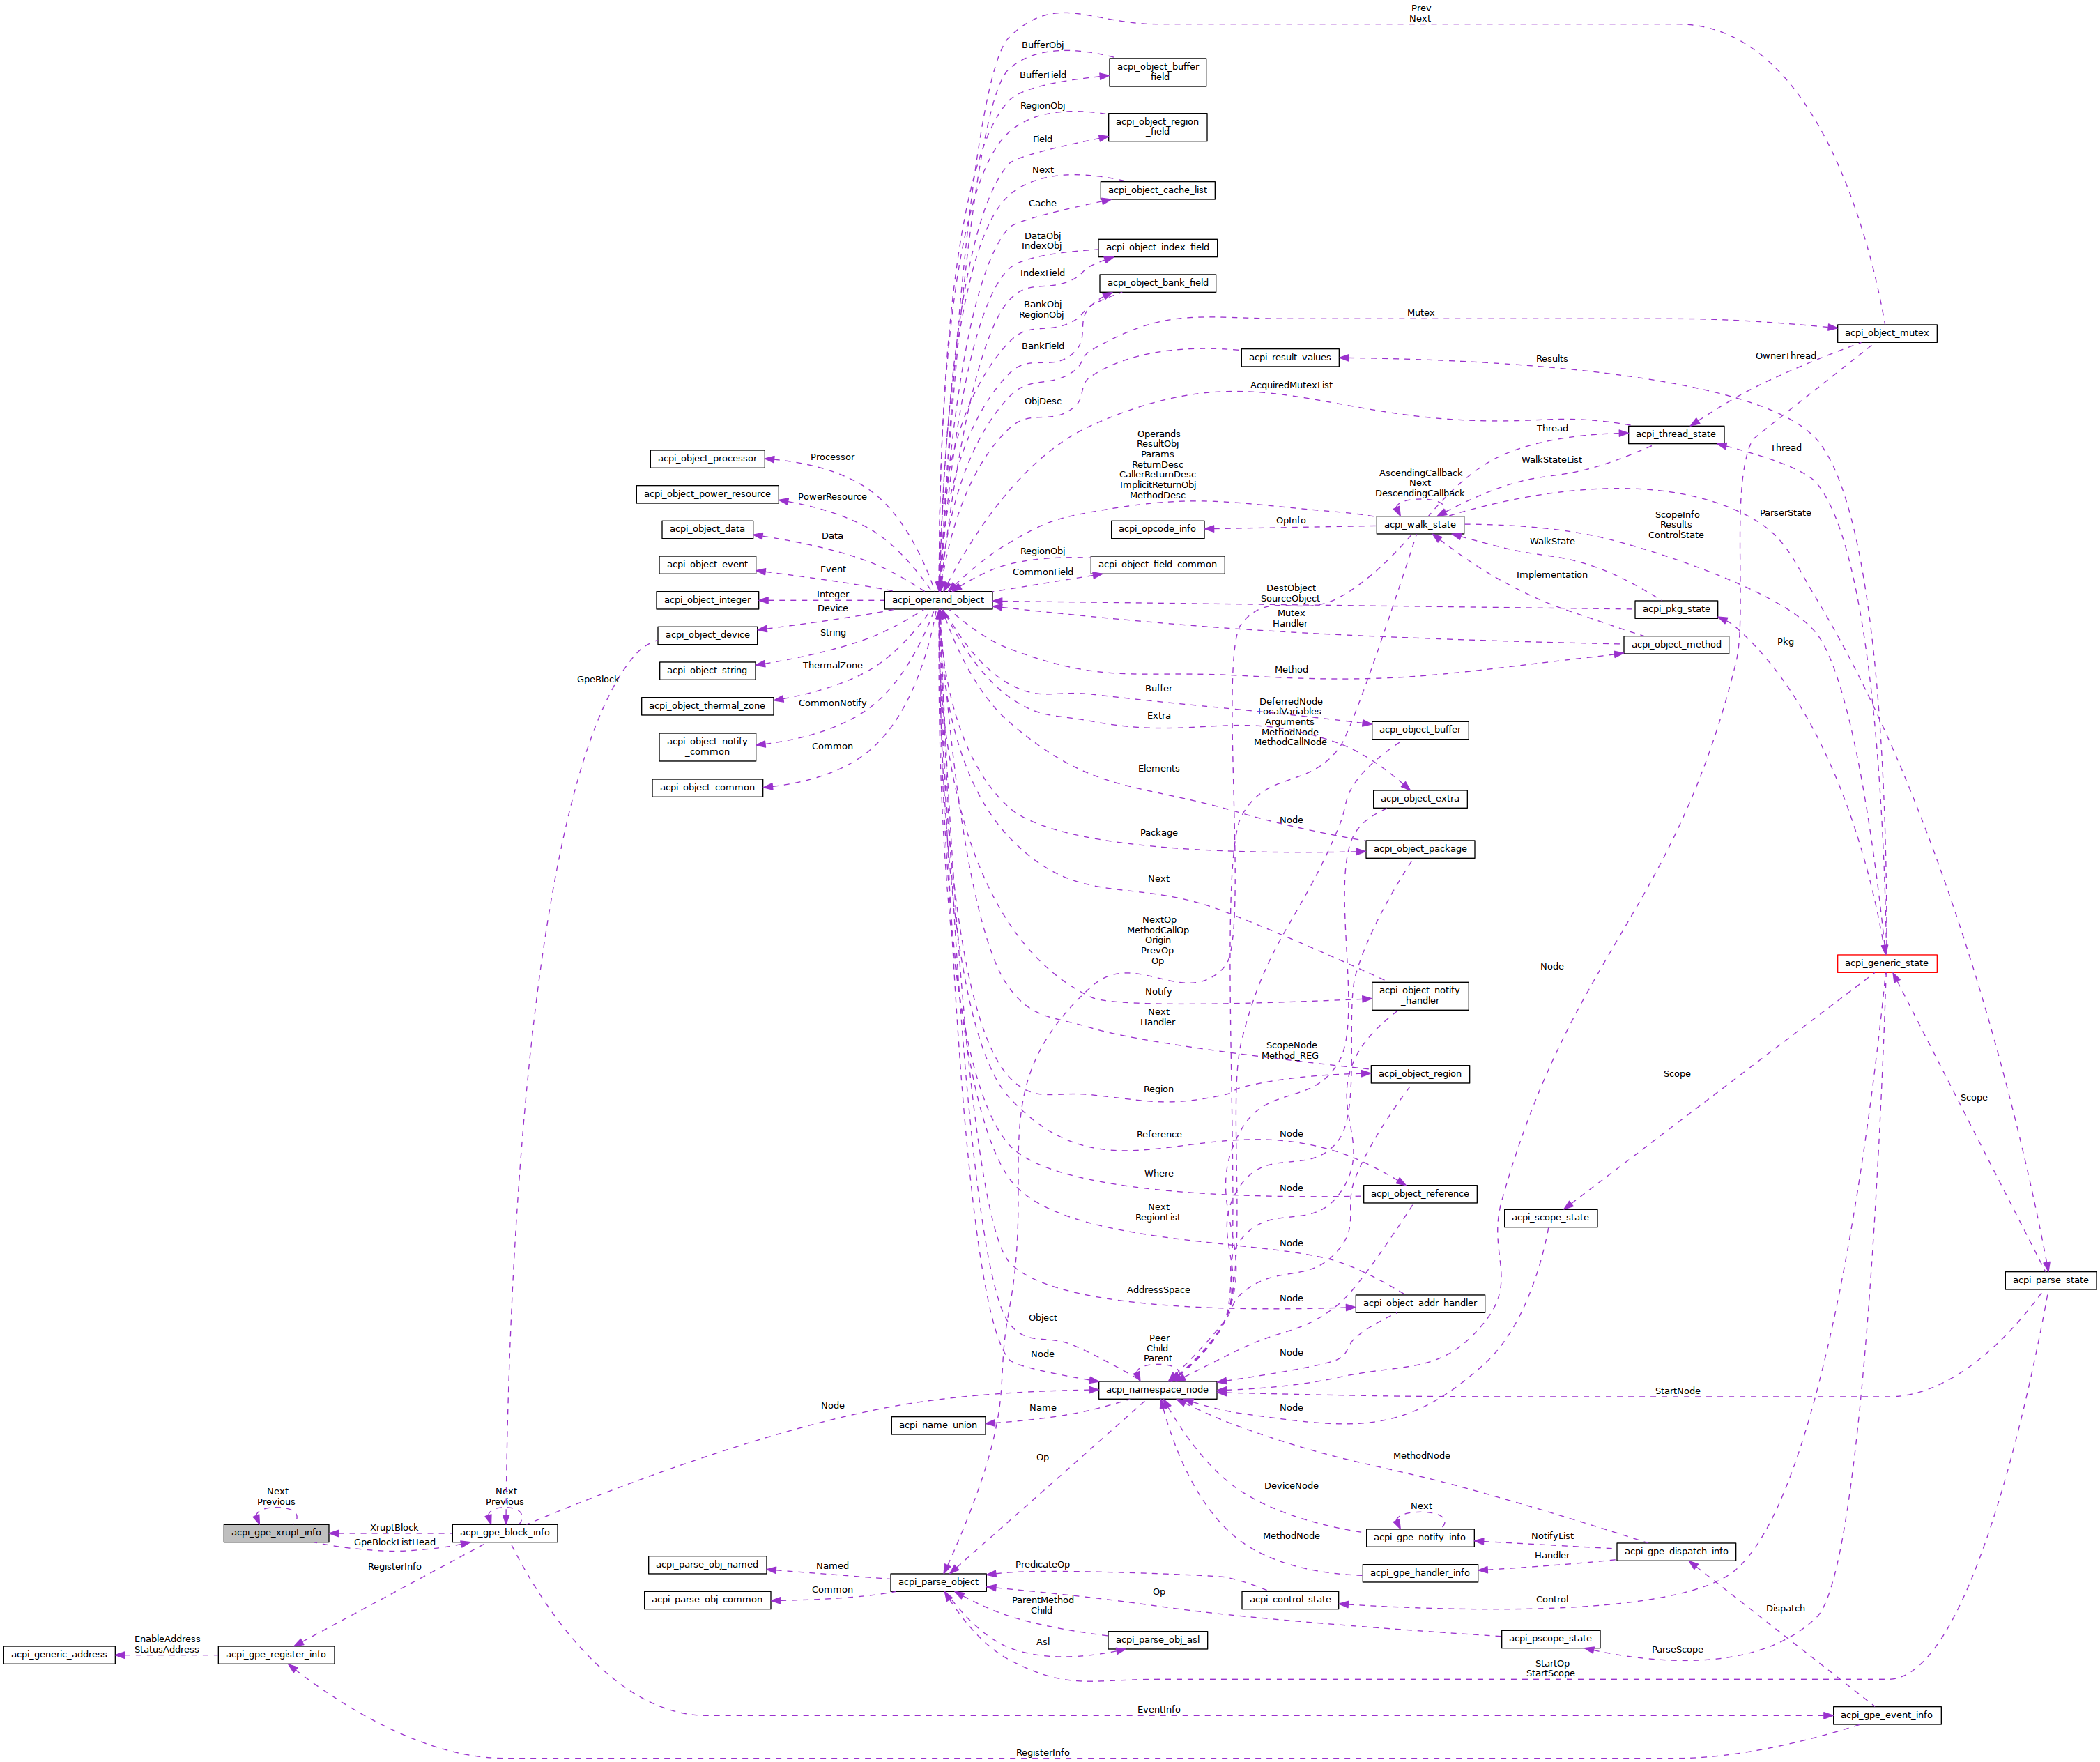 Prev
Next
BufferObj
acpi_object_buffer
_field
BufferField
RegionObj
acpi_object_region
_field
Field
Next
acpi_object_cache_list
Cache
DataObj
IndexObj
acpi_object_index_field
IndexField
acpi_object_bank_field
BankObj
RegionObj
Mutex
acpi_object_mutex
BankField
acpi_result_values
Results
OwnerThread
AcquiredMutexList
ObjDesc
Thread
acpi_thread_state
Thread
WalkStateList
Operands
ResultObj
Params
ReturnDesc
CallerReturnDesc
ImplicitReturnObj
MethodDesc
AscendingCallback
Next
DescendingCallback
acpi_object_processor
Processor
acpi_object_power_resource
PowerResource
acpi_opcode_info
OpInfo
acpi_walk_state
ScopeInfo
Results
ControlState
ParserState
acpi_object_data
Data
WalkState
acpi_object_event
Event
RegionObj
CommonField
acpi_object_field_common
Implementation
acpi_object_integer
Integer
acpi_operand_object
DestObject
SourceObject
acpi_pkg_state
Device
acpi_object_device
Mutex
Handler
acpi_object_method
Pkg
String
acpi_object_string
Method
ThermalZone
acpi_object_thermal_zone
GpeBlock
Buffer
CommonNotify
DeferredNode
LocalVariables
Arguments
MethodNode
MethodCallNode
Extra
acpi_object_buffer
acpi_object_notify
_common
Common
acpi_object_common
Elements
acpi_object_extra
Node
Package
acpi_object_package
Next
NextOp
MethodCallOp
Origin
PrevOp
Op
Node
acpi_generic_state
Notify
acpi_object_notify
_handler
Next
Handler
ScopeNode
Method_REG
acpi_object_region
Scope
Region
Scope
Reference
Node
Where
Node
acpi_object_reference
Next
RegionList
acpi_scope_state
Node
acpi_parse_state
AddressSpace
Node
acpi_object_addr_handler
Object
Peer
Child
Parent
Node
Node
acpi_namespace_node
StartNode
Node
Name
Node
acpi_name_union
Op
MethodNode
DeviceNode
Next
Previous
Next
Previous
Next
acpi_gpe_xrupt_info
XruptBlock
GpeBlockListHead
acpi_gpe_block_info
MethodNode
acpi_gpe_notify_info
NotifyList
acpi_gpe_dispatch_info
RegisterInfo
Handler
acpi_parse_obj_named
Named
PredicateOp
acpi_gpe_handler_info
acpi_parse_object
Common
acpi_parse_obj_common
ParentMethod
Child
Op
acpi_control_state
Control
Dispatch
EnableAddress
StatusAddress
acpi_generic_address
acpi_gpe_register_info
Asl
acpi_parse_obj_asl
acpi_pscope_state
ParseScope
StartOp
StartScope
EventInfo
acpi_gpe_event_info
RegisterInfo